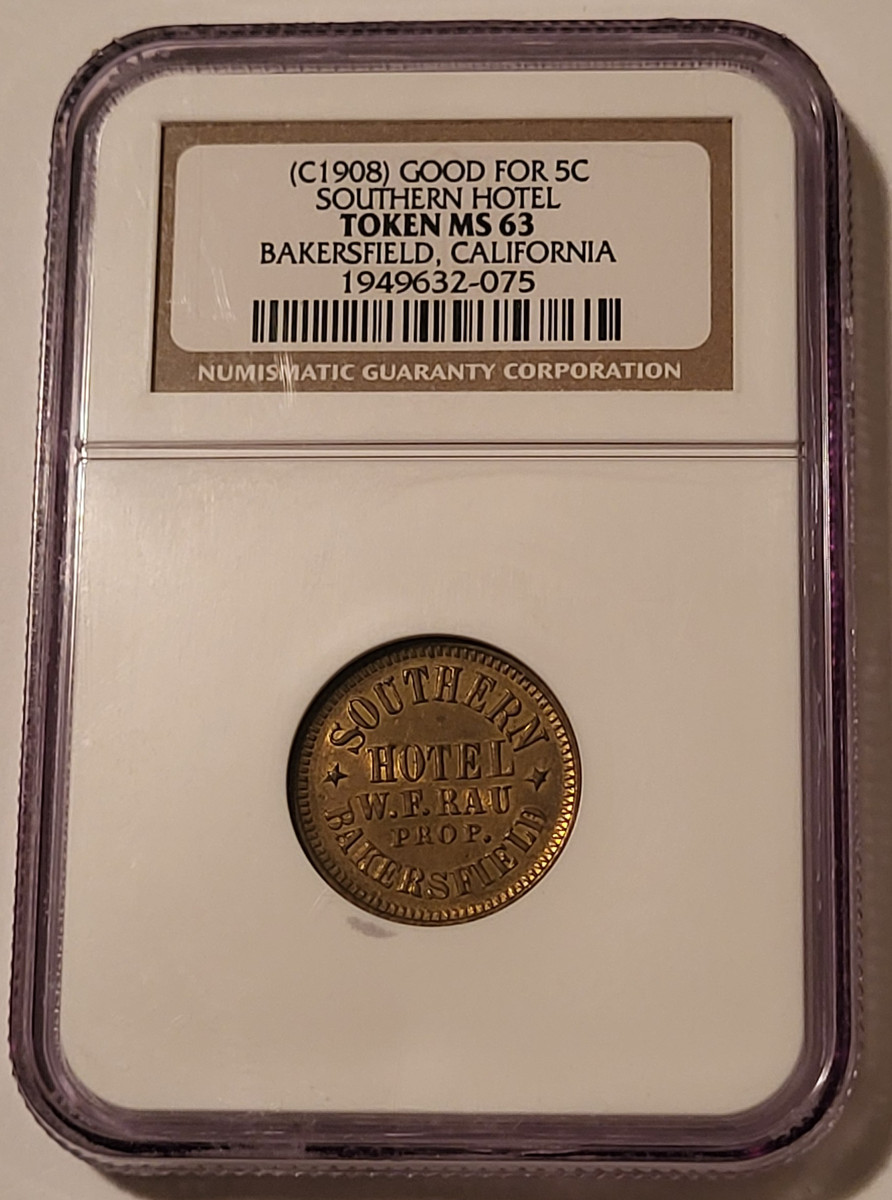 (C1908) GOOD FOR 5C
SOUTHERN HOTEL
TOKEN MS 63
BAKERSFIELD, CALIFORNIA
1949632-075
NUMISMATIC GUARANTY CORPORATION
SOUTHERN
HOTEL
W. F. RAU
PROP.
BAKERSFIELD